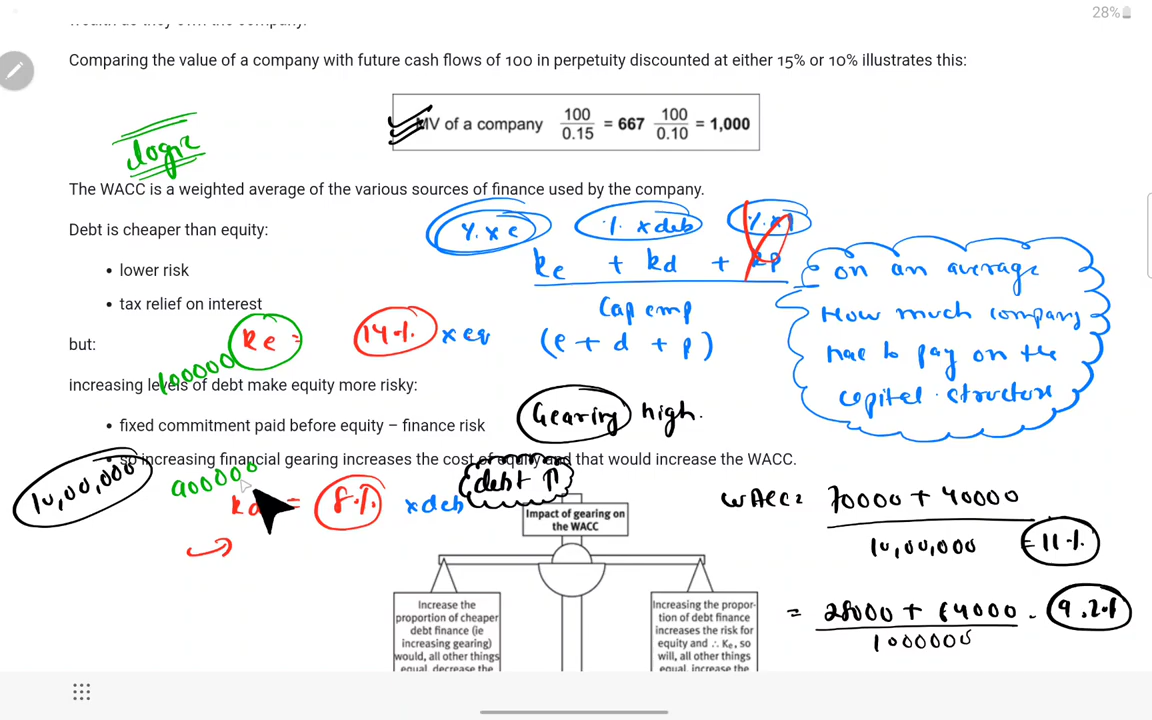 28%
Comparing the value of a company with future cash flows of 100 in perpetuity discounted at either 15% or 10% illustrates this:
MV of a company 100/0.15 = 667 100/0.10 = 1,000
logic
The WACC is a weighted average of the various sources of finance used by the company.
Debt is cheaper than equity:
% x e % x deb
ke + kd + kp
Cap emp
(e + d + p)
on an average
How much company
has to pay on the
capital structure
• lower risk
• tax relief on interest
but:
ke = 14% x eq
100000
increasing levels of debt make equity more risky:
• fixed commitment paid before equity – finance risk
Gearing high.
so increasing financial gearing increases the cost of equity and that would increase the WACC.
10,00,000
900000
kd = 8% x deb
debt ↑
WACC = 70000 + 40000
10,00,000
= 11%
= 28000 + 64000
1000000
9.2%
Impact of gearing on
the WACC
Increase the
proportion of cheaper
debt finance (ie
increasing gearing)
would, all other things
equal, decrease the
Increasing the propor-
tion of debt finance
increases the risk for
equity and ∴ Ke, so
will, all other things
equal, increase the